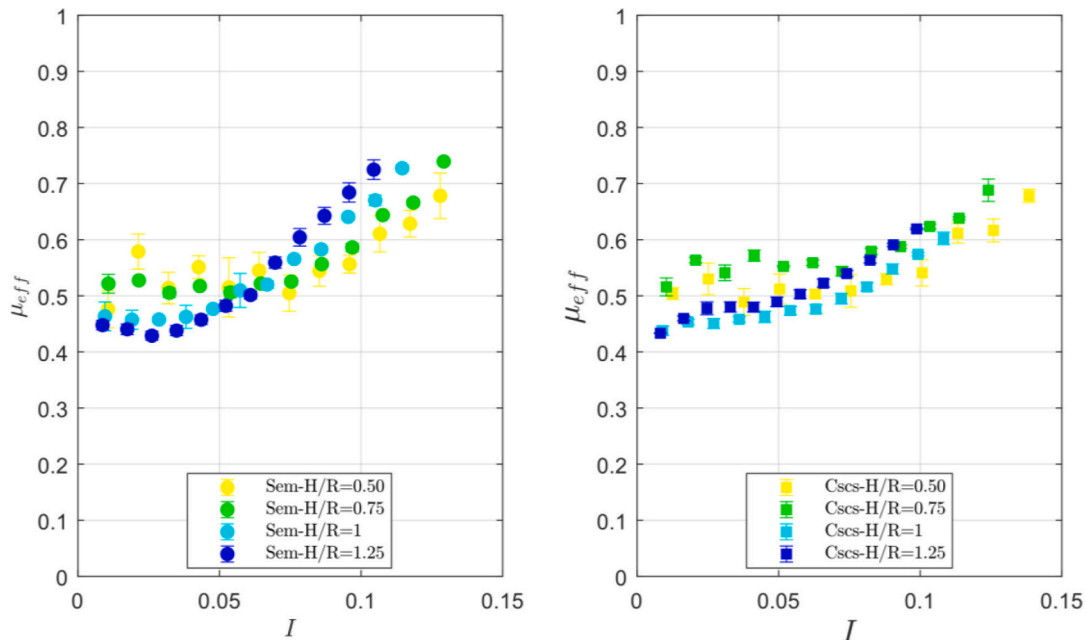 1
0.9
0.8
0.7
0.6
0.5
0.4
0.3
0.2
0.1
0
μeff
Sem-H/R=0.50
Sem-H/R=0.75
Sem-H/R=1
Sem-H/R=1.25
0 0.05 0.1 0.15
I
1
0.9
0.8
0.7
0.6
0.5
0.4
0.3
0.2
0.1
0
μeff
Cscs-H/R=0.50
Cscs-H/R=0.75
Cscs-H/R=1
Cscs-H/R=1.25
0 0.05 0.1 0.15
I